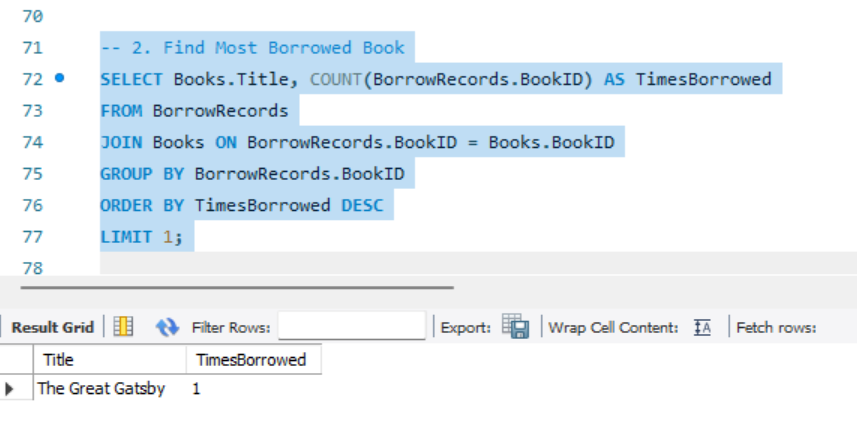 70
71 -- 2. Find Most Borrowed Book
72 SELECT Books.Title, COUNT(BorrowRecords.BookID) AS TimesBorrowed
73 FROM BorrowRecords
74 JOIN Books ON BorrowRecords.BookID = Books.BookID
75 GROUP BY BorrowRecords.BookID
76 ORDER BY TimesBorrowed DESC
77 LIMIT 1;
78
Result Grid Filter Rows: Export: Wrap Cell Content: IA Fetch rows:
Title TimesBorrowed
The Great Gatsby 1